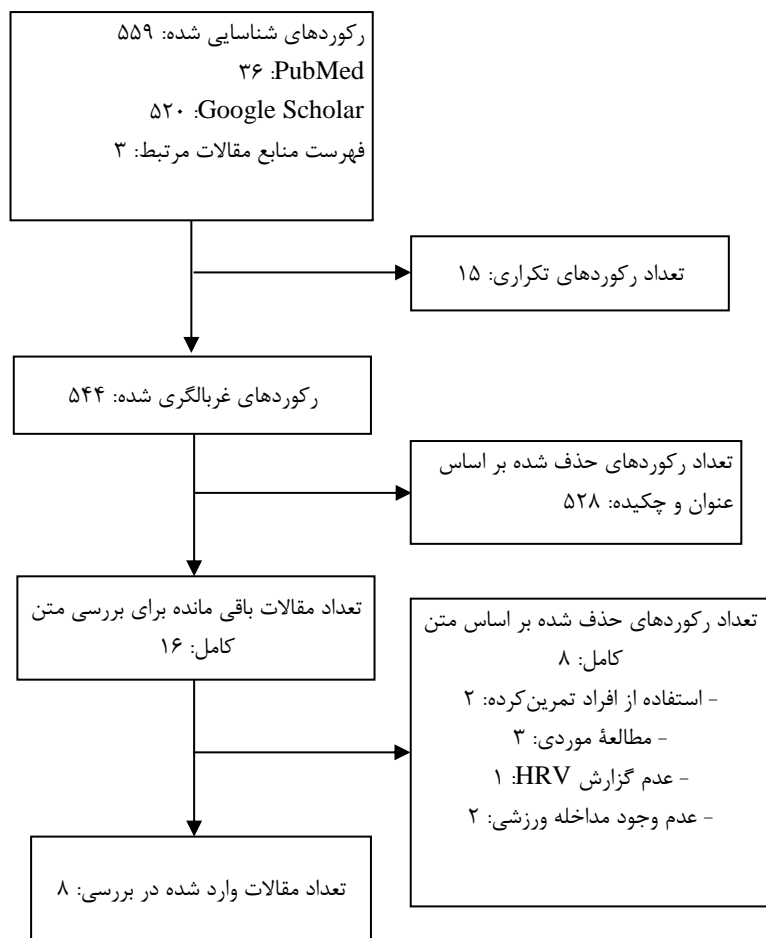 رکوردهای شناسایی شده: ۵۵۹
PubMed: ۳۶
Google Scholar: ۵۲۰
فهرست منابع مقالات مرتبط: ۳
تعداد رکوردهای تکراری: ۱۵
رکوردهای غربالگری شده: ۵۴۴
تعداد رکوردهای حذف شده بر اساس
عنوان و چکیده: ۵۲۸
تعداد مقالات باقی مانده برای بررسی متن
کامل: ۱۶
تعداد رکوردهای حذف شده بر اساس متن
کامل: ۸
- استفاده از افراد تمرین‌کرده: ۲
- مطالعهٔ موردی: ۳
- عدم گزارش HRV: ۱
- عدم وجود مداخله ورزشی: ۲
تعداد مقالات وارد شده در بررسی: ۸